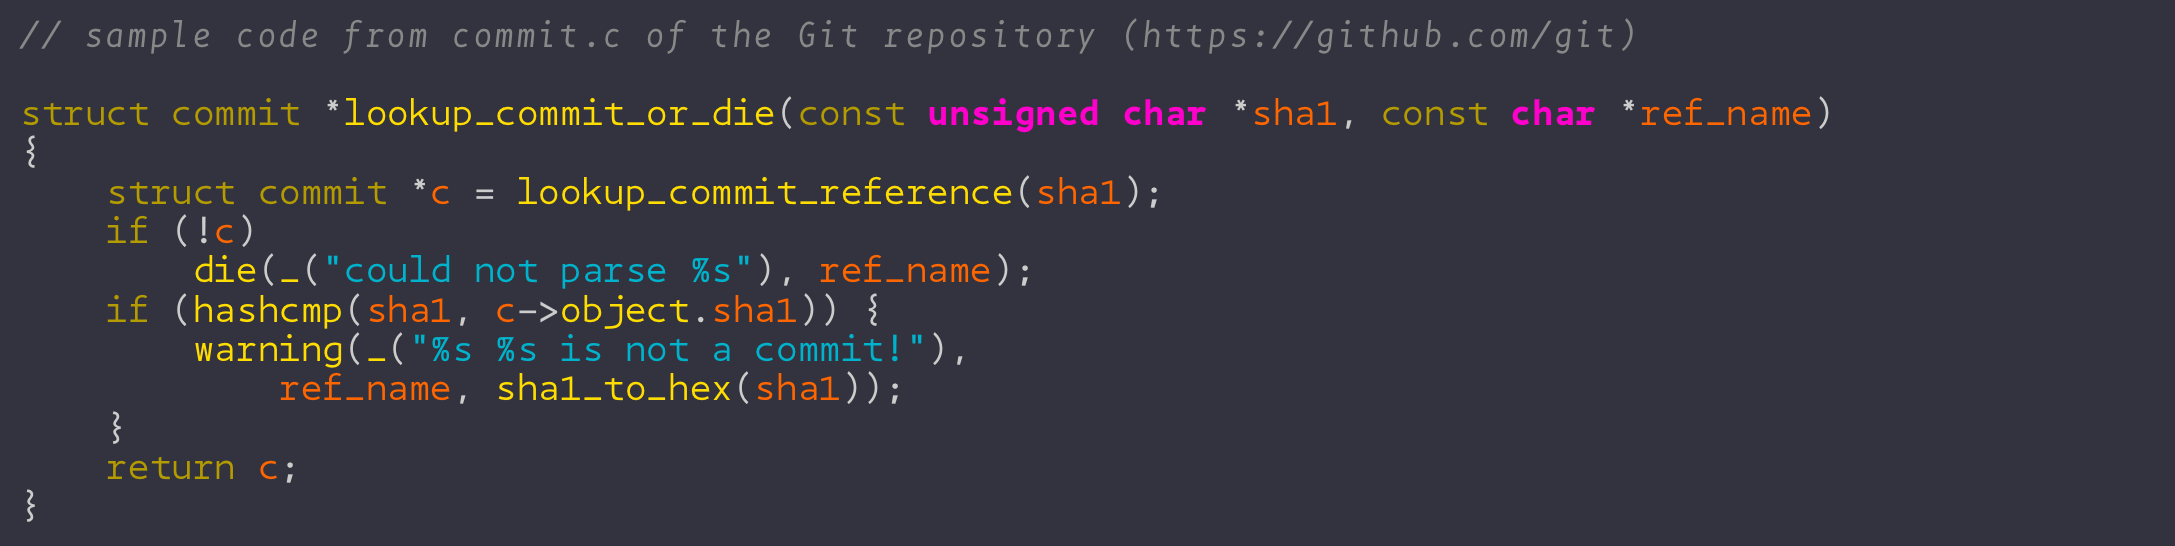 // sample code from commit.c of the Git repository (https://github.com/git)

struct commit *lookup_commit_or_die(const unsigned char *sha1, const char *ref_name)
{
    struct commit *c = lookup_commit_reference(sha1);
    if (!c)
        die(_("could not parse %s"), ref_name);
    if (hashcmp(sha1, c->object.sha1)) {
        warning(_("%s %s is not a commit!"),
            ref_name, sha1_to_hex(sha1));
    }
    return c;
}